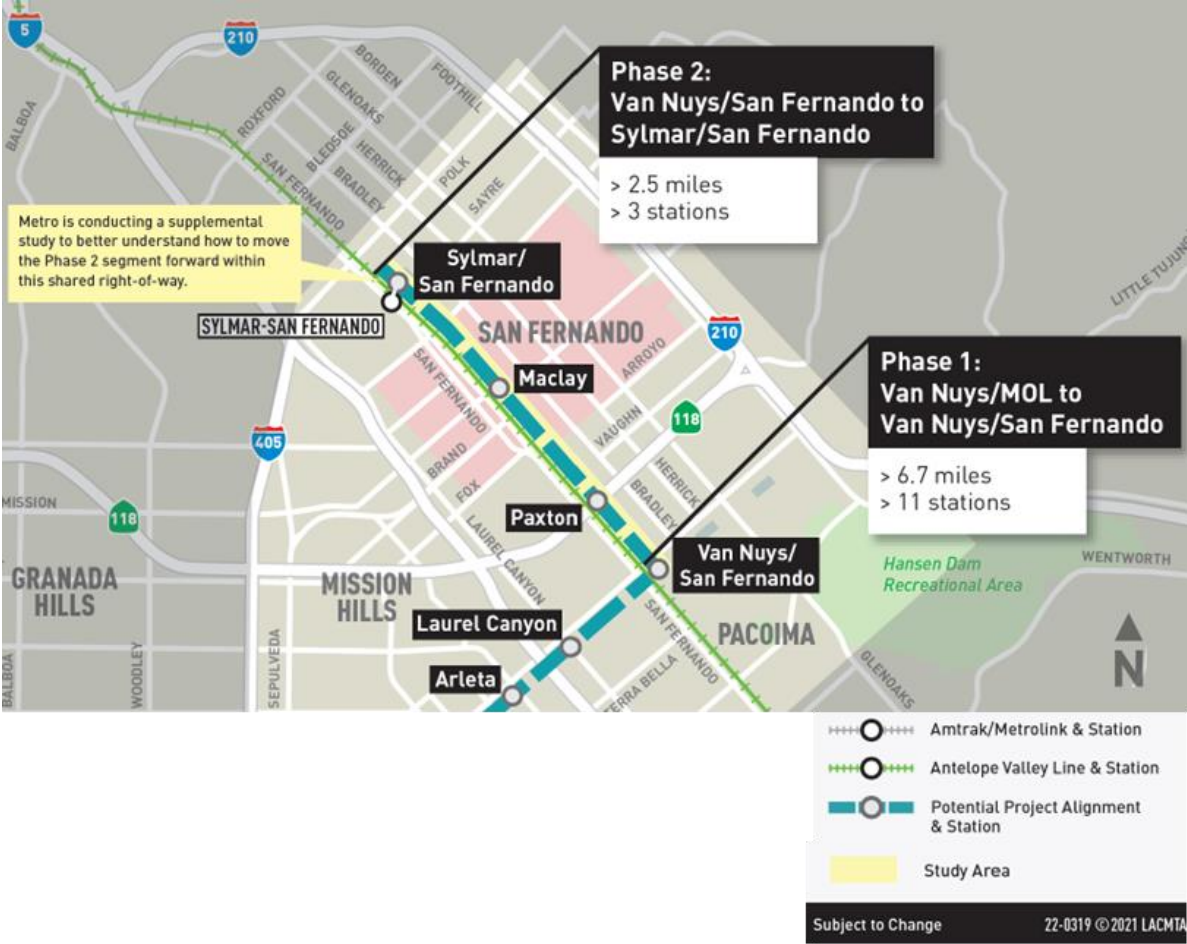 5
210
BORDEN
GLENOAKS
FOOTHILL
BALBOA
ROXFORD
BLEDSOE
HERRICK
BRADLEY
POLK
SAYRE
SAN FERNANDO
Phase 2:
Van Nuys/San Fernando to
Sylmar/San Fernando
> 2.5 miles
> 3 stations
Metro is conducting a supplemental
study to better understand how to move
the Phase 2 segment forward within
this shared right-of-way.
Sylmar/
San Fernando
SYLMAR-SAN FERNANDO
SAN FERNANDO
LITTLE TUJUNG
210
ARROYO
Maclay
SAN FERNANDO
Phase 1:
Van Nuys/MOL to
Van Nuys/San Fernando
> 6.7 miles
> 11 stations
405
118
VAUGHN
BRAND
FOX
HERRICK
BRADLEY
MISSION
118
Paxton
LAUREL CANYON
Van Nuys/
San Fernando
Hansen Dam
Recreational Area
WENTWORTH
GRANADA
HILLS
MISSION
HILLS
Laurel Canyon
SAN FERNANDO
PACOIMA
Arleta
BALBOA
WOODLEY
SEPULVEDA
ERRA BELLA
GLENOAKS
N
Amtrak/Metrolink & Station
Antelope Valley Line & Station
Potential Project Alignment
& Station
Study Area
Subject to Change 22-0319 ©2021 LACMTA